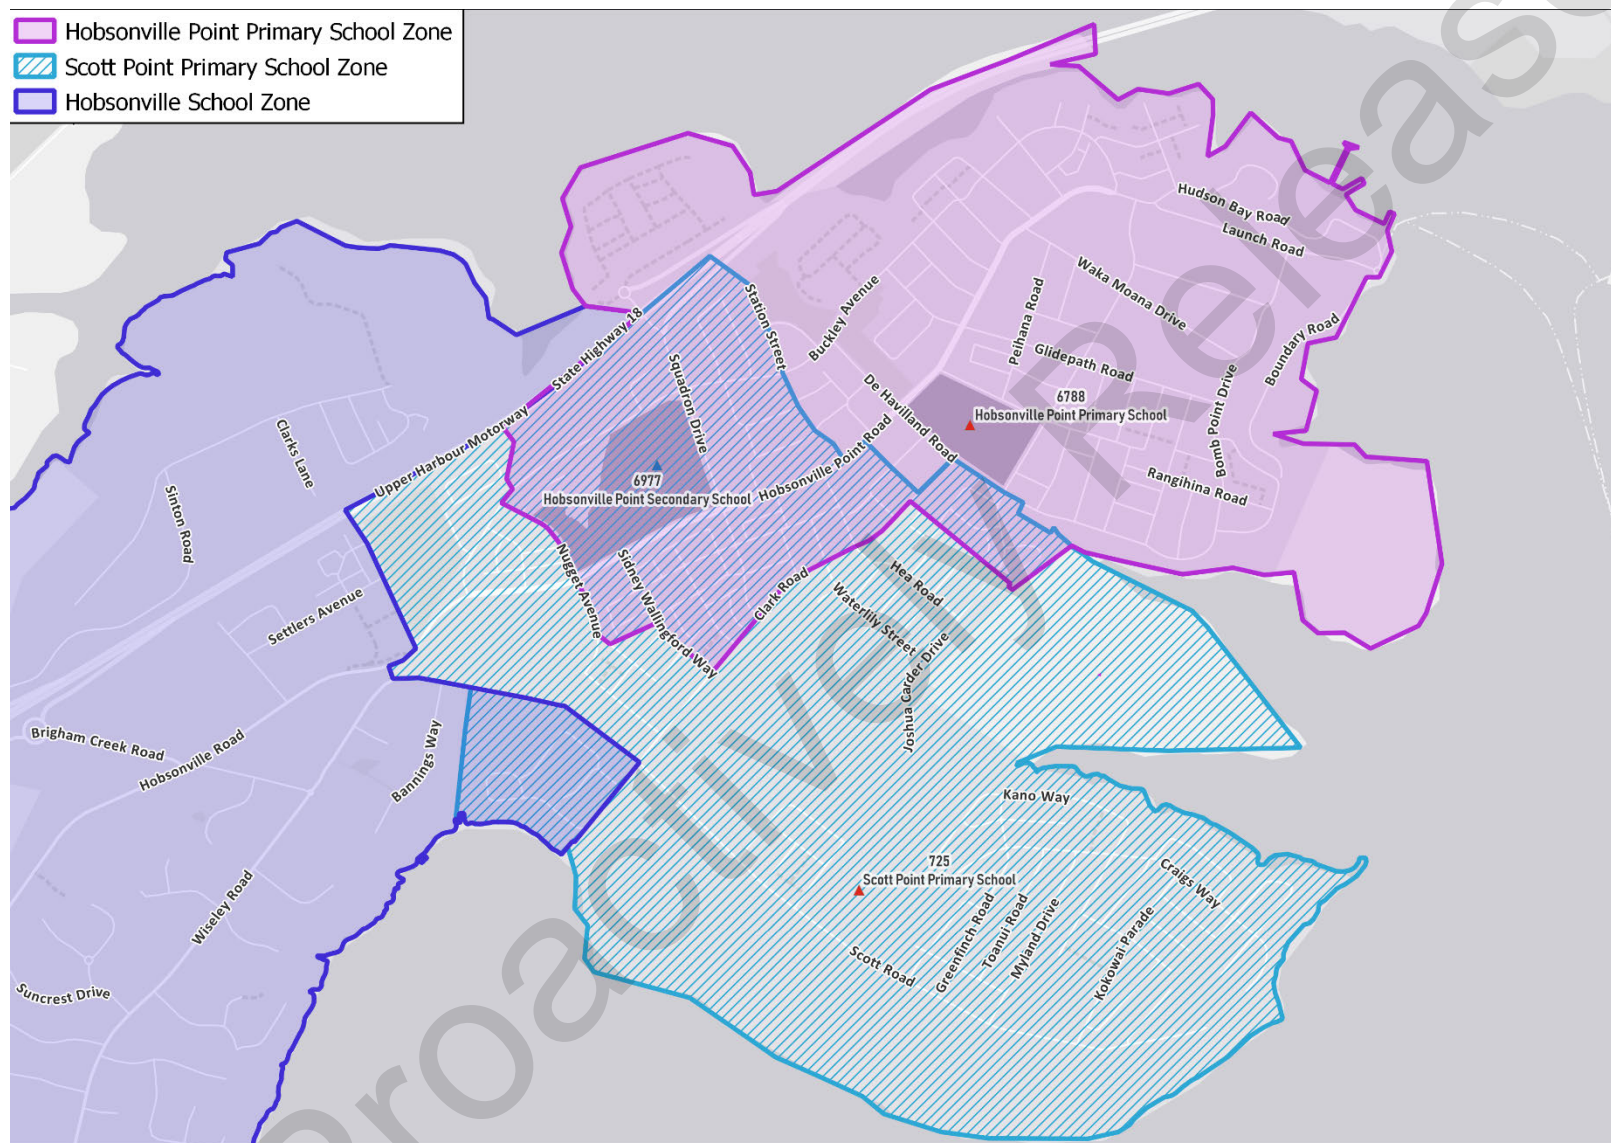 Hobsonville Point Primary School Zone
Scott Point Primary School Zone
Hobsonville School Zone
Hudson Bay Road
Launch Road
Waka Moana Drive
Station Street
Buckley Avenue
Peihana Road
Boundary Road
State Highway 18
Glidepath Road
Squadron Drive
De Havilland Road
Bomb Point Drive
6788
Hobsonville Point Primary School
Upper Harbour Motorway
Clarks Lane
Hobsonville Point Road
6977
Hobsonville Point Secondary School
Rangihina Road
Sinton Road
Nugget Avenue
Sidney Wallingford Way
Clark Road
Hea Road
Waterlily Street
Settlers Avenue
Joshua Carder Drive
Brigham Creek Road
Hobsonville Road
Bannings Way
Kano Way
725
Scott Point Primary School
Craigs Way
Wiseley Road
Greenfinch Road
Toanui Road
Myland Drive
Kokowai Parade
Scott Road
Suncrest Drive
Proactively Releas